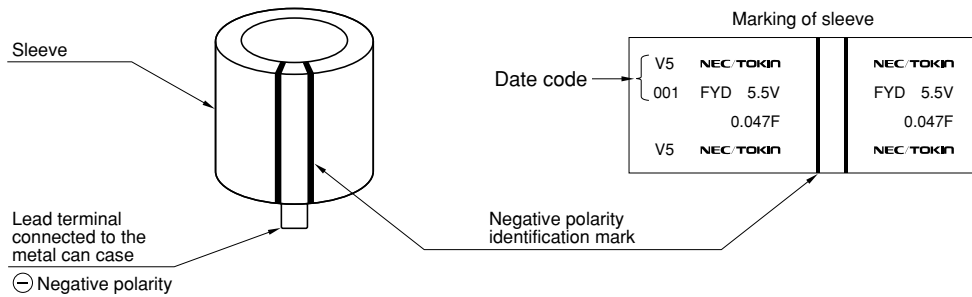 Marking of sleeve
Sleeve
Date code
V5 NEC/TOKIN
001 FYD 5.5V
0.047F
V5 NEC/TOKIN
NEC/TOKIN
FYD 5.5V
0.047F
NEC/TOKIN
Lead terminal
connected to the
metal can case
⊖ Negative polarity
Negative polarity
identification mark